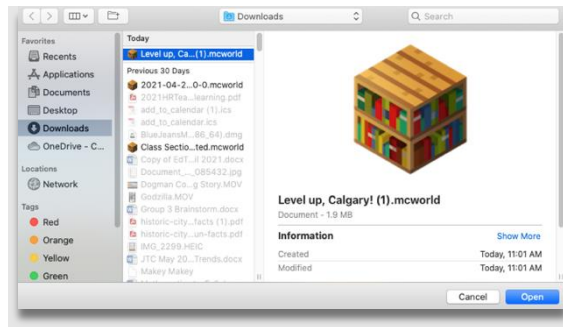 Downloads
Search
Favorites
Recents
Applications
Documents
Desktop
Downloads
OneDrive - C...
Locations
Network
Tags
Red
Orange
Yellow
Green
Today
Level up, Ca...(1).mcworld
Previous 30 Days
2021-04-2...0-0.mcworld
2021HRTea...learning.pdf
add_to_calendar (1).ics
add_to_calendar.ics
BlueJeansM...86_64).dmg
Class Sectio...ted.mcworld
Copy of EdT...il 2021.docx
Document_..._085432.jpg
Dogman Co...g Story.MOV
Godzilla.MOV
Group 3 Brainstorm.docx
historic-city...facts (1).pdf
historic-city...un-facts.pdf
IMG_2299.HEIC
JTC May 20...Trends.docx
Makey Makey
Level up, Calgary! (1).mcworld
Document - 1.9 MB
Information
Show More
Created
Today, 11:01 AM
Modified
Today, 11:01 AM
Cancel
Open